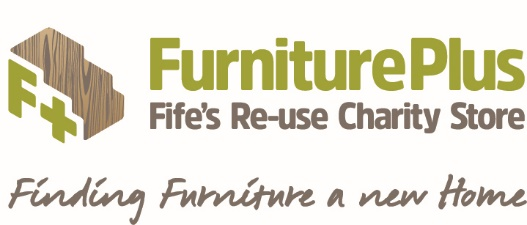 F+
FurniturePlus
Fife's Re-use Charity Store
Finding Furniture a new Home